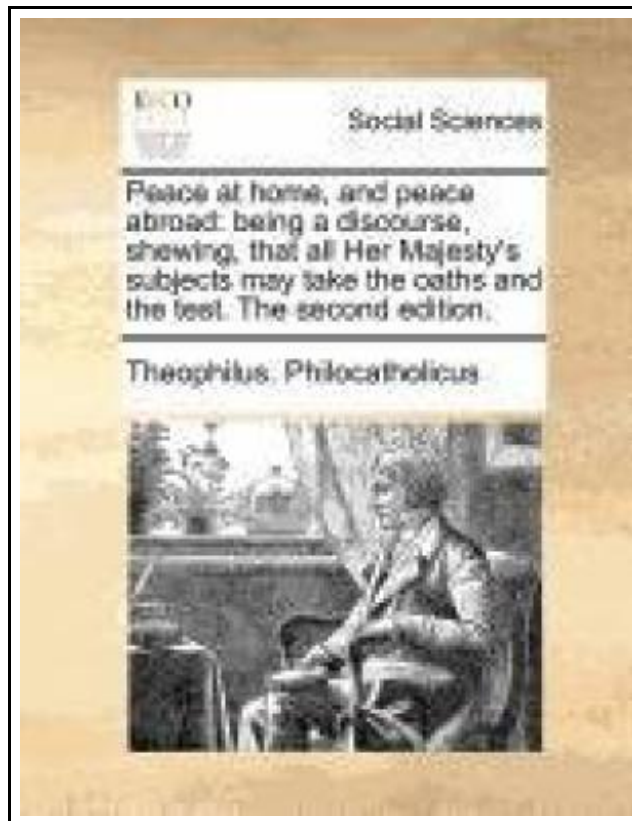 ECCO
Social Sciences
Peace at home, and peace
abroad: being a discourse,
shewing, that all Her Majesty's
subjects may take the oaths and
the test. The second edition.
Theophilus. Philocatholicus